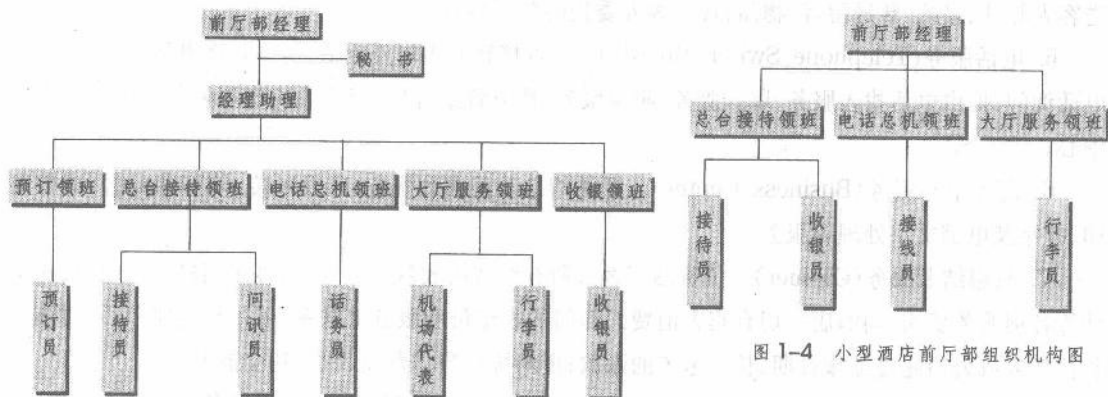 前厅部经理
秘书
经理助理
预订领班 总台接待领班 电话总机领班 大厅服务领班 收银领班
预订员 接待员 问讯员 话务员 机场代表 行李员 收银员
前厅部经理
总台接待领班 电话总机领班 大厅服务领班
接待员 收银员 接线员 行李员
图 1-4 小型酒店前厅部组织机构图